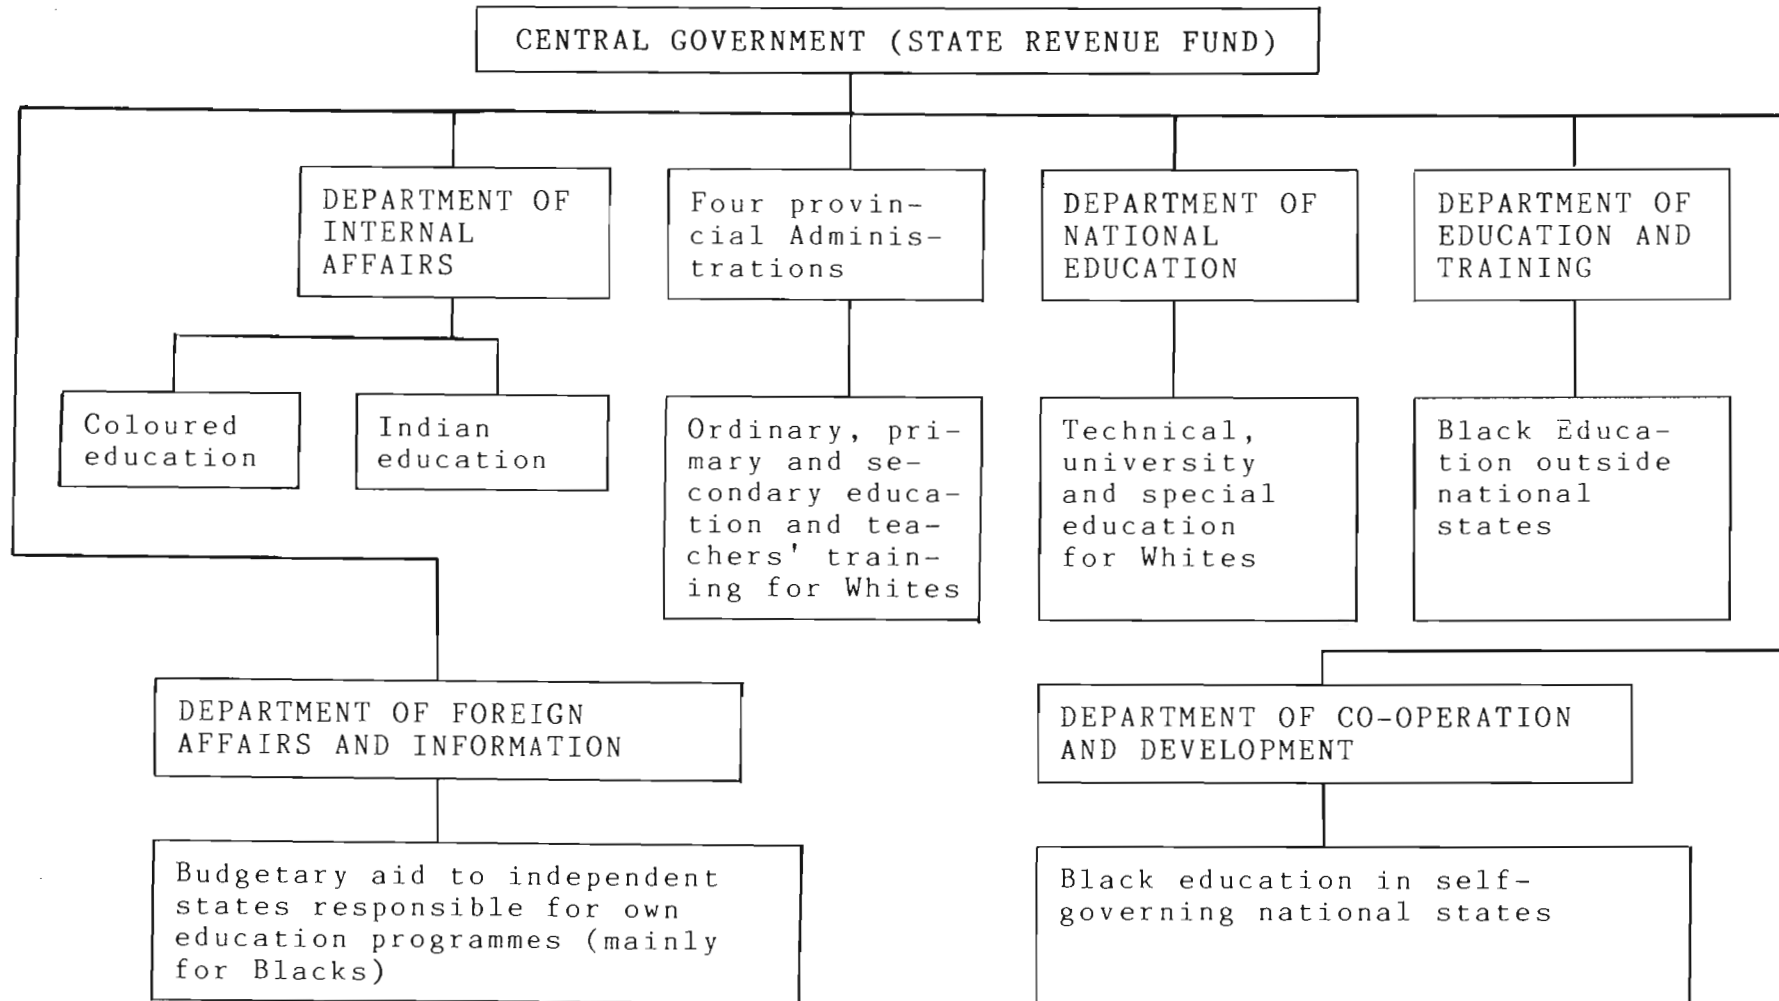 CENTRAL GOVERNMENT (STATE REVENUE FUND)
DEPARTMENT OF
INTERNAL
AFFAIRS
Four provin-
cial Adminis-
trations
DEPARTMENT OF
NATIONAL
EDUCATION
DEPARTMENT OF
EDUCATION AND
TRAINING
Coloured
education
Indian
education
Ordinary, pri-
mary and se-
condary educa-
tion and tea-
chers' train-
ing for Whites
Technical,
university
and special
education
for Whites
Black Educa-
tion outside
national
states
DEPARTMENT OF FOREIGN
AFFAIRS AND INFORMATION
DEPARTMENT OF CO-OPERATION
AND DEVELOPMENT
Budgetary aid to independent
states responsible for own
education programmes (mainly
for Blacks)
Black education in self-
governing national states